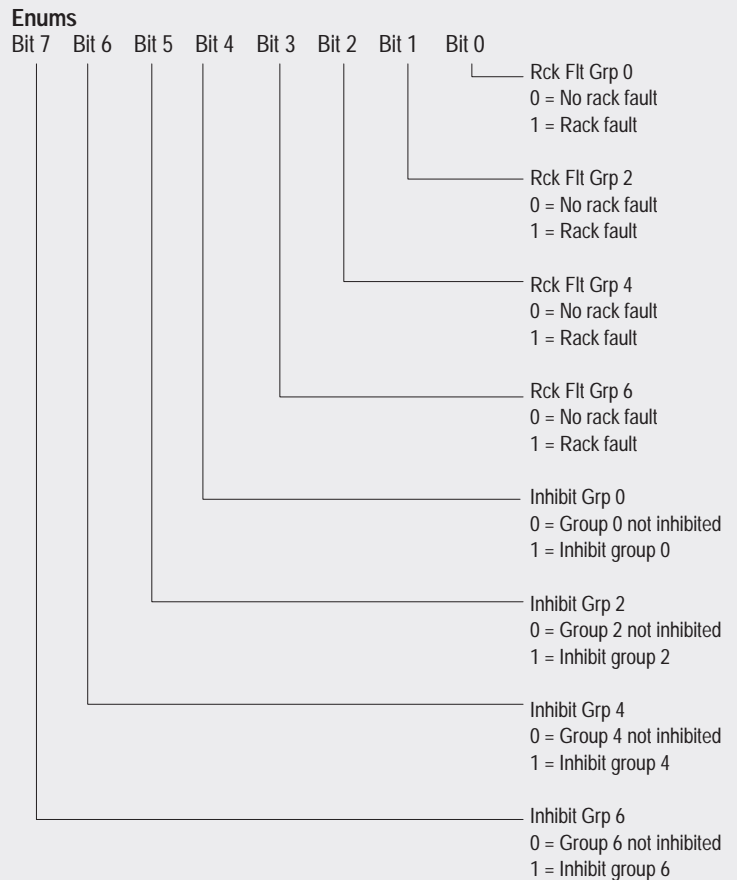 Enums
Bit 7 Bit 6 Bit 5 Bit 4 Bit 3 Bit 2 Bit 1 Bit 0
Rck Flt Grp 0
0 = No rack fault
1 = Rack fault
Rck Flt Grp 2
0 = No rack fault
1 = Rack fault
Rck Flt Grp 4
0 = No rack fault
1 = Rack fault
Rck Flt Grp 6
0 = No rack fault
1 = Rack fault
Inhibit Grp 0
0 = Group 0 not inhibited
1 = Inhibit group 0
Inhibit Grp 2
0 = Group 2 not inhibited
1 = Inhibit group 2
Inhibit Grp 4
0 = Group 4 not inhibited
1 = Inhibit group 4
Inhibit Grp 6
0 = Group 6 not inhibited
1 = Inhibit group 6